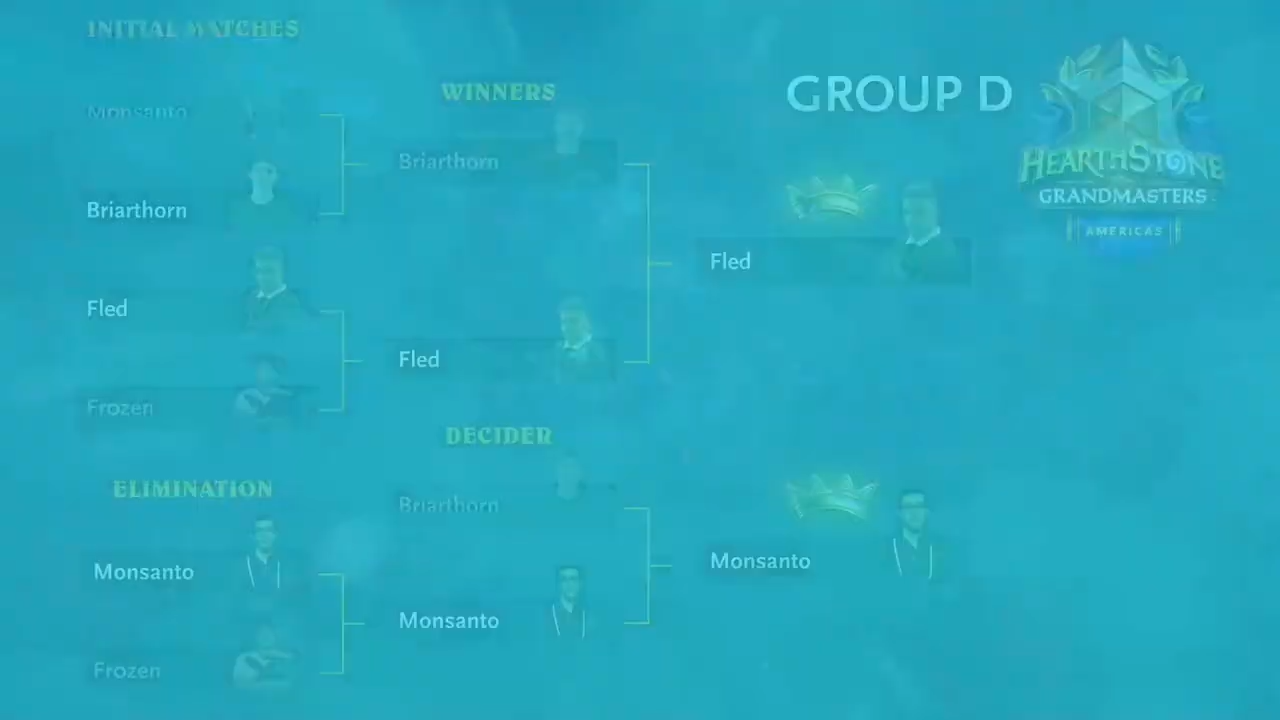 INITIAL MATCHES
Monsanto
Briarthorn
Fled
Frozen
ELIMINATION
Monsanto
Frozen
WINNERS
Briarthorn
Fled
DECIDER
Briarthorn
Monsanto
GROUP D
Fled
Monsanto
HEARTHSTONE
GRANDMASTERS
AMERICAS